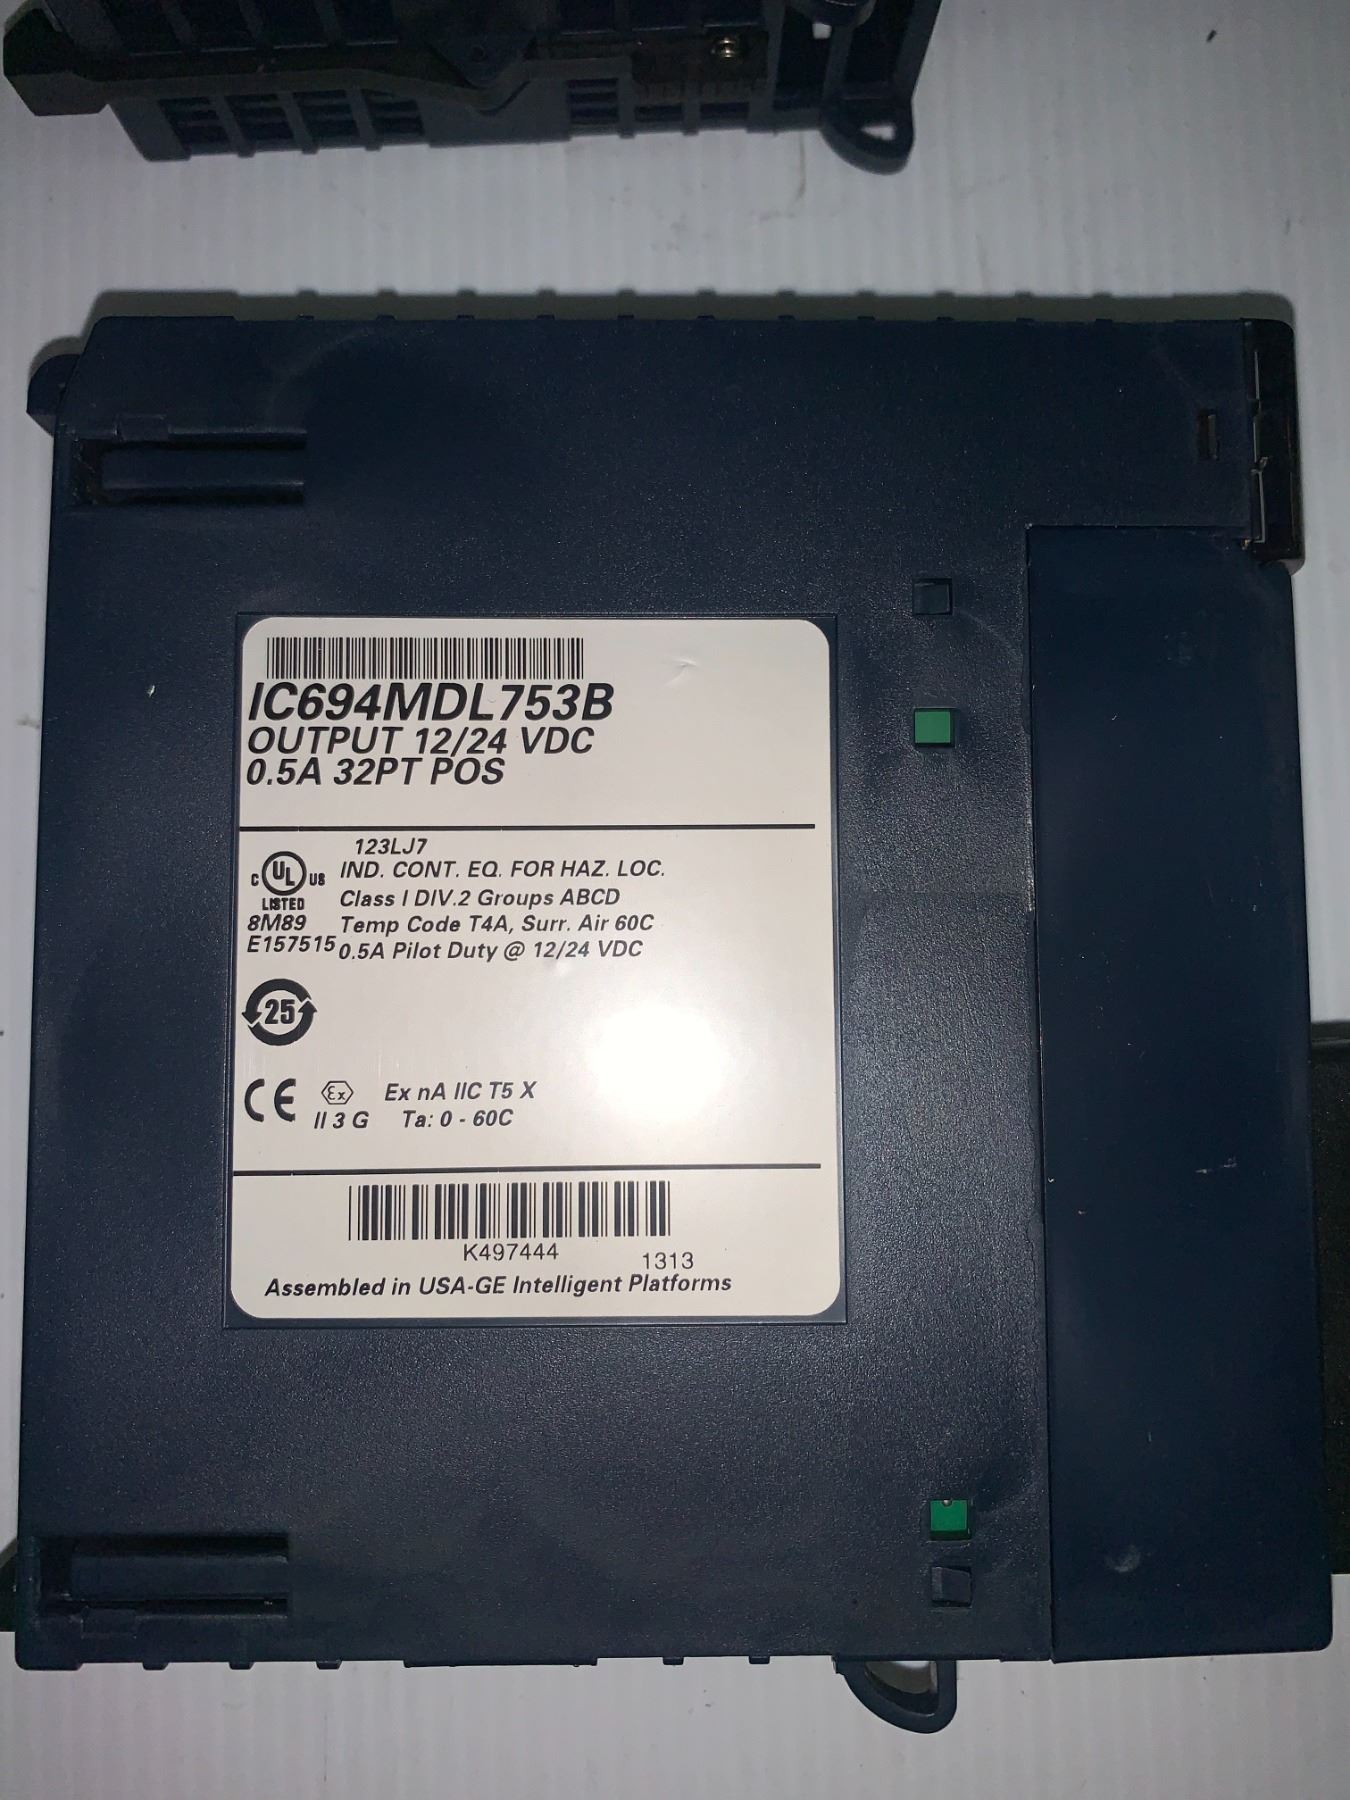 IC694MDL753B
OUTPUT 12/24 VDC
0.5A 32PT POS
123LJ7
C UL US IND. CONT. EQ. FOR HAZ. LOC.
LISTED Class I DIV.2 Groups ABCD
8M89 Temp Code T4A, Surr. Air 60C
E157515 0.5A Pilot Duty @ 12/24 VDC
25
CE Ex Ex nA IIC T5 X
II 3 G Ta: 0 - 60C
K497444 1313
Assembled in USA-GE Intelligent Platforms